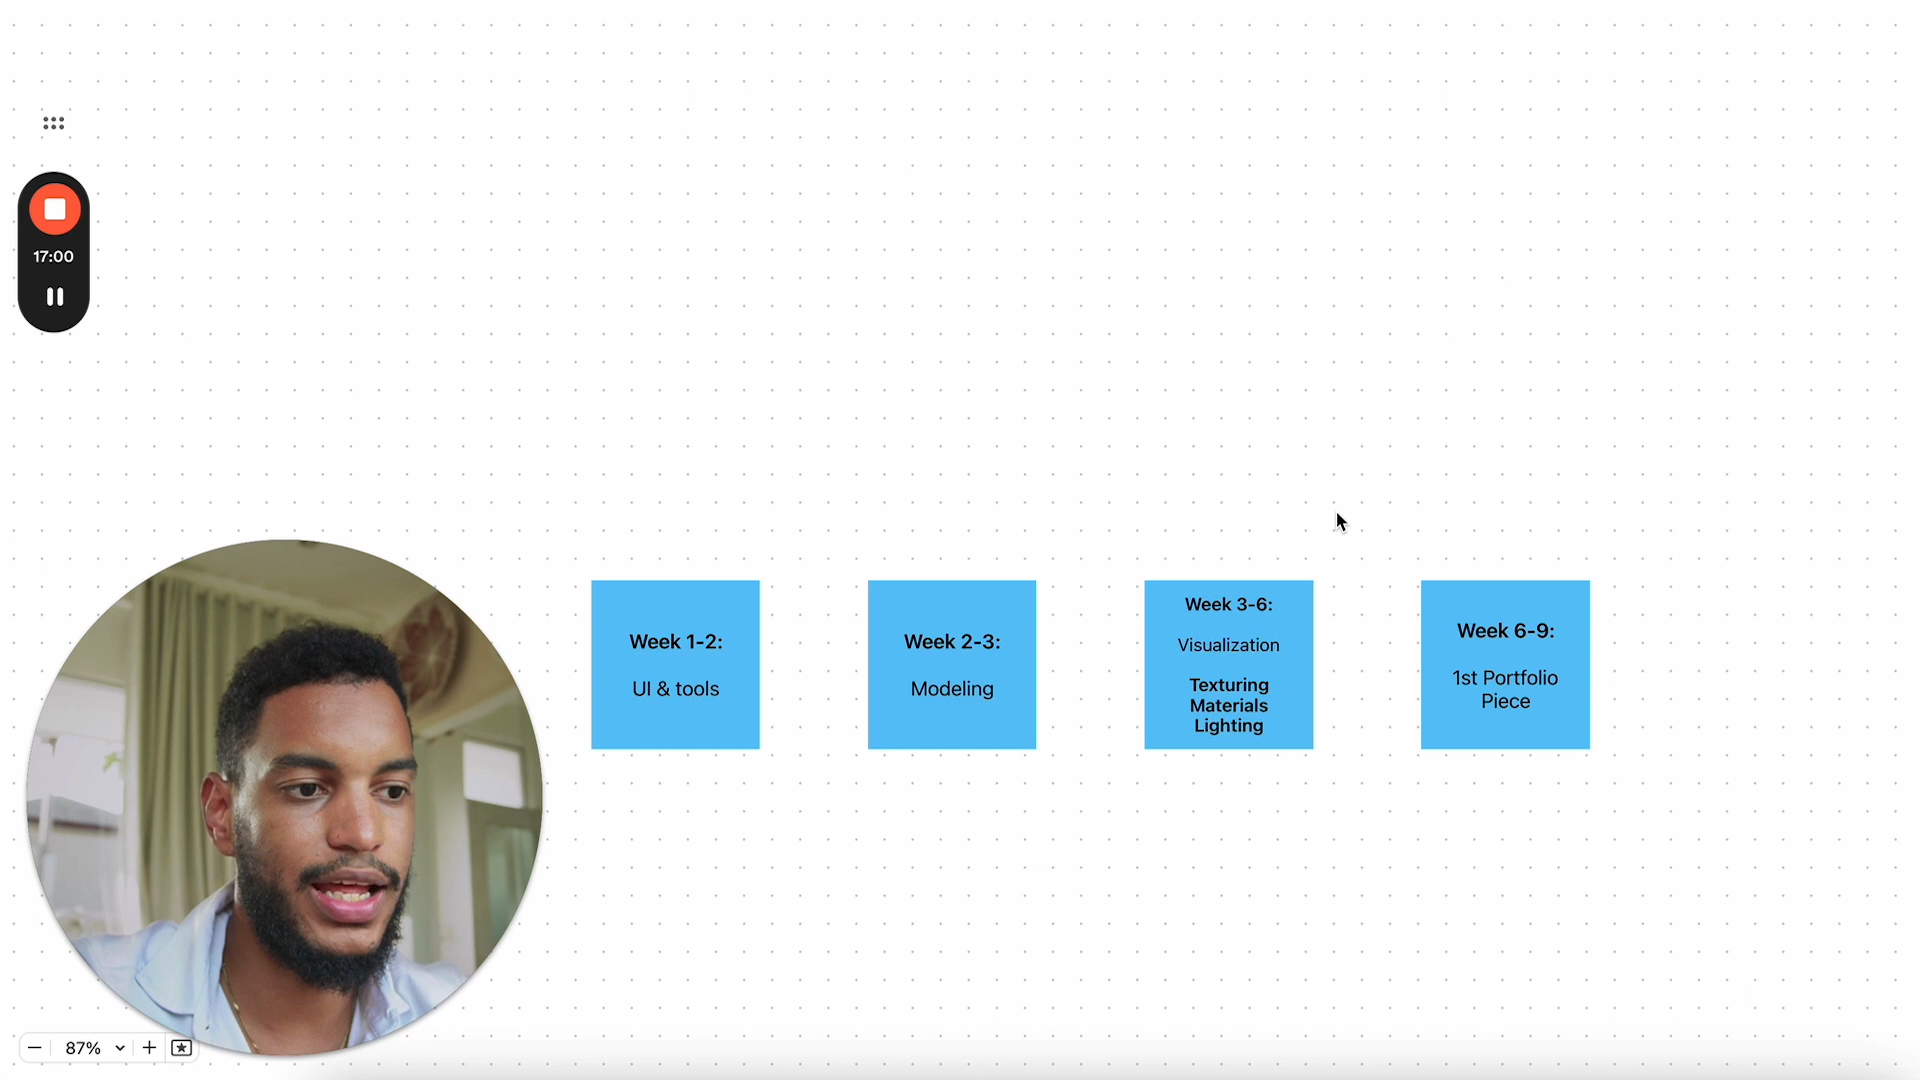 17:00
Week 1-2:
UI & tools
Week 2-3:
Modeling
Week 3-6:
Visualization
Texturing
Materials
Lighting
Week 6-9:
1st Portfolio
Piece
87%